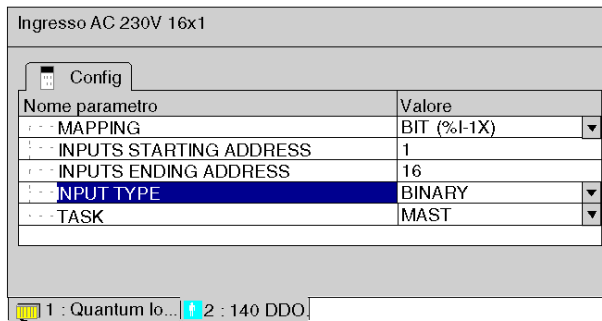 Ingresso AC 230V 16x1
Config
Nome parametro Valore
MAPPING BIT (%I-1X)
INPUTS STARTING ADDRESS 1
INPUTS ENDING ADDRESS 16
INPUT TYPE BINARY
TASK MAST
1 : Quantum lo... 2 : 140 DDO.